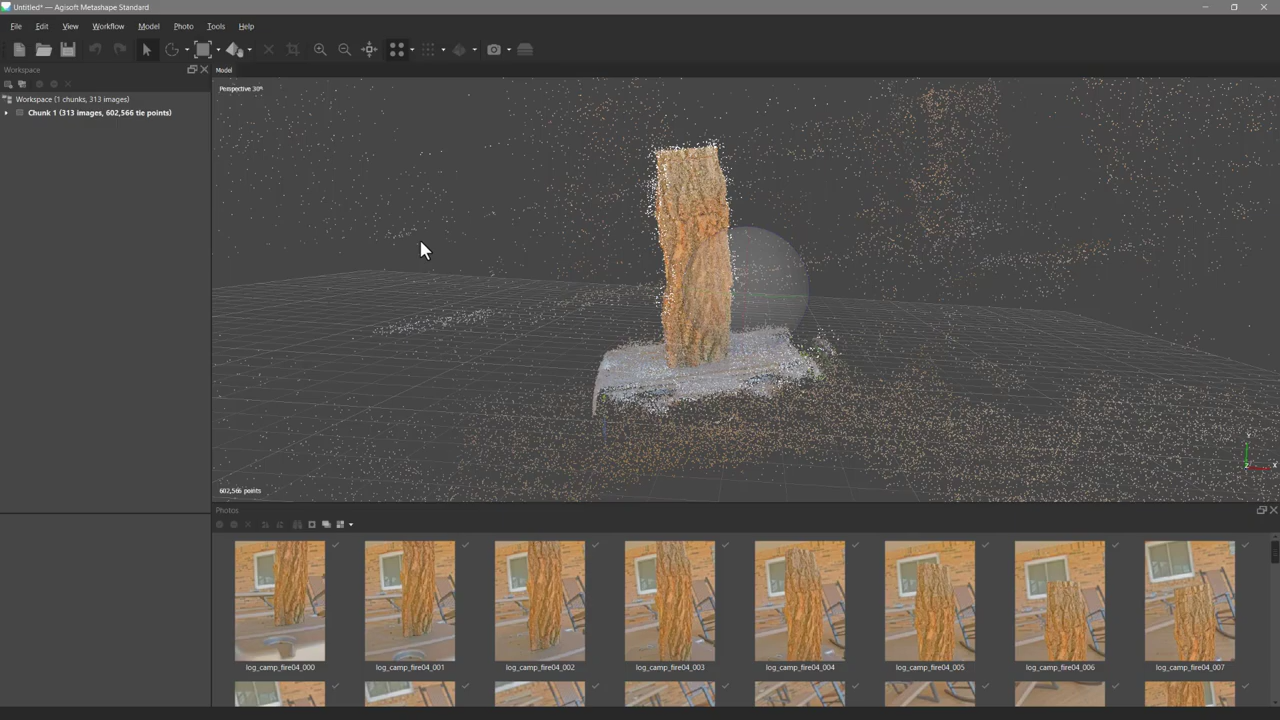 Untitled* — Agisoft Metashape Standard
File Edit View Workflow Model Photo Tools Help
Workspace
Model
Workspace (1 chunks, 313 images)
Chunk 1 (313 images, 602,566 tie points)
Perspective 30°
Y
Z X
602,566 points
Photos
log_camp_fire04_000 log_camp_fire04_001 log_camp_fire04_002 log_camp_fire04_003 log_camp_fire04_004 log_camp_fire04_005 log_camp_fire04_006 log_camp_fire04_007